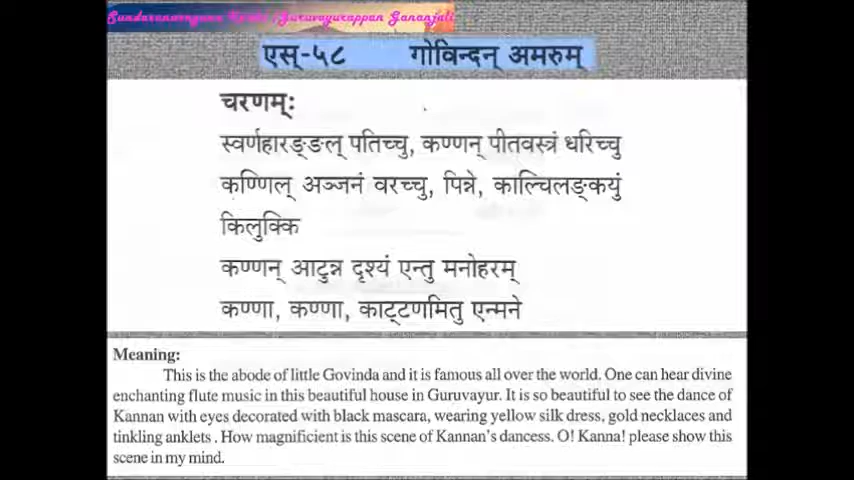 Sundaranarayana Kovil (Guruvayurappan Gananjali
एस्-५८ गोविन्दन् अमरुम्
चरणम्ः
स्वर्णहारङ्ङल् पतिच्चु, कण्णन् पीतवस्त्रं धरिच्चु
कण्णिल् अञ्जनं वरच्चु, पिन्ने, काल्चिलङ्कयुं
किलुक्कि
कण्णन् आटुन्न दृश्यं एन्तु मनोहरम्
कण्णा, कण्णा, काट्टणमितु एन्मने
Meaning:
This is the abode of little Govinda and it is famous all over the world. One can hear divine
enchanting flute music in this beautiful house in Guruvayur. It is so beautiful to see the dance of
Kannan with eyes decorated with black mascara, wearing yellow silk dress, gold necklaces and
tinkling anklets . How magnificient is this scene of Kannan's dancess. O! Kanna! please show this
scene in my mind.